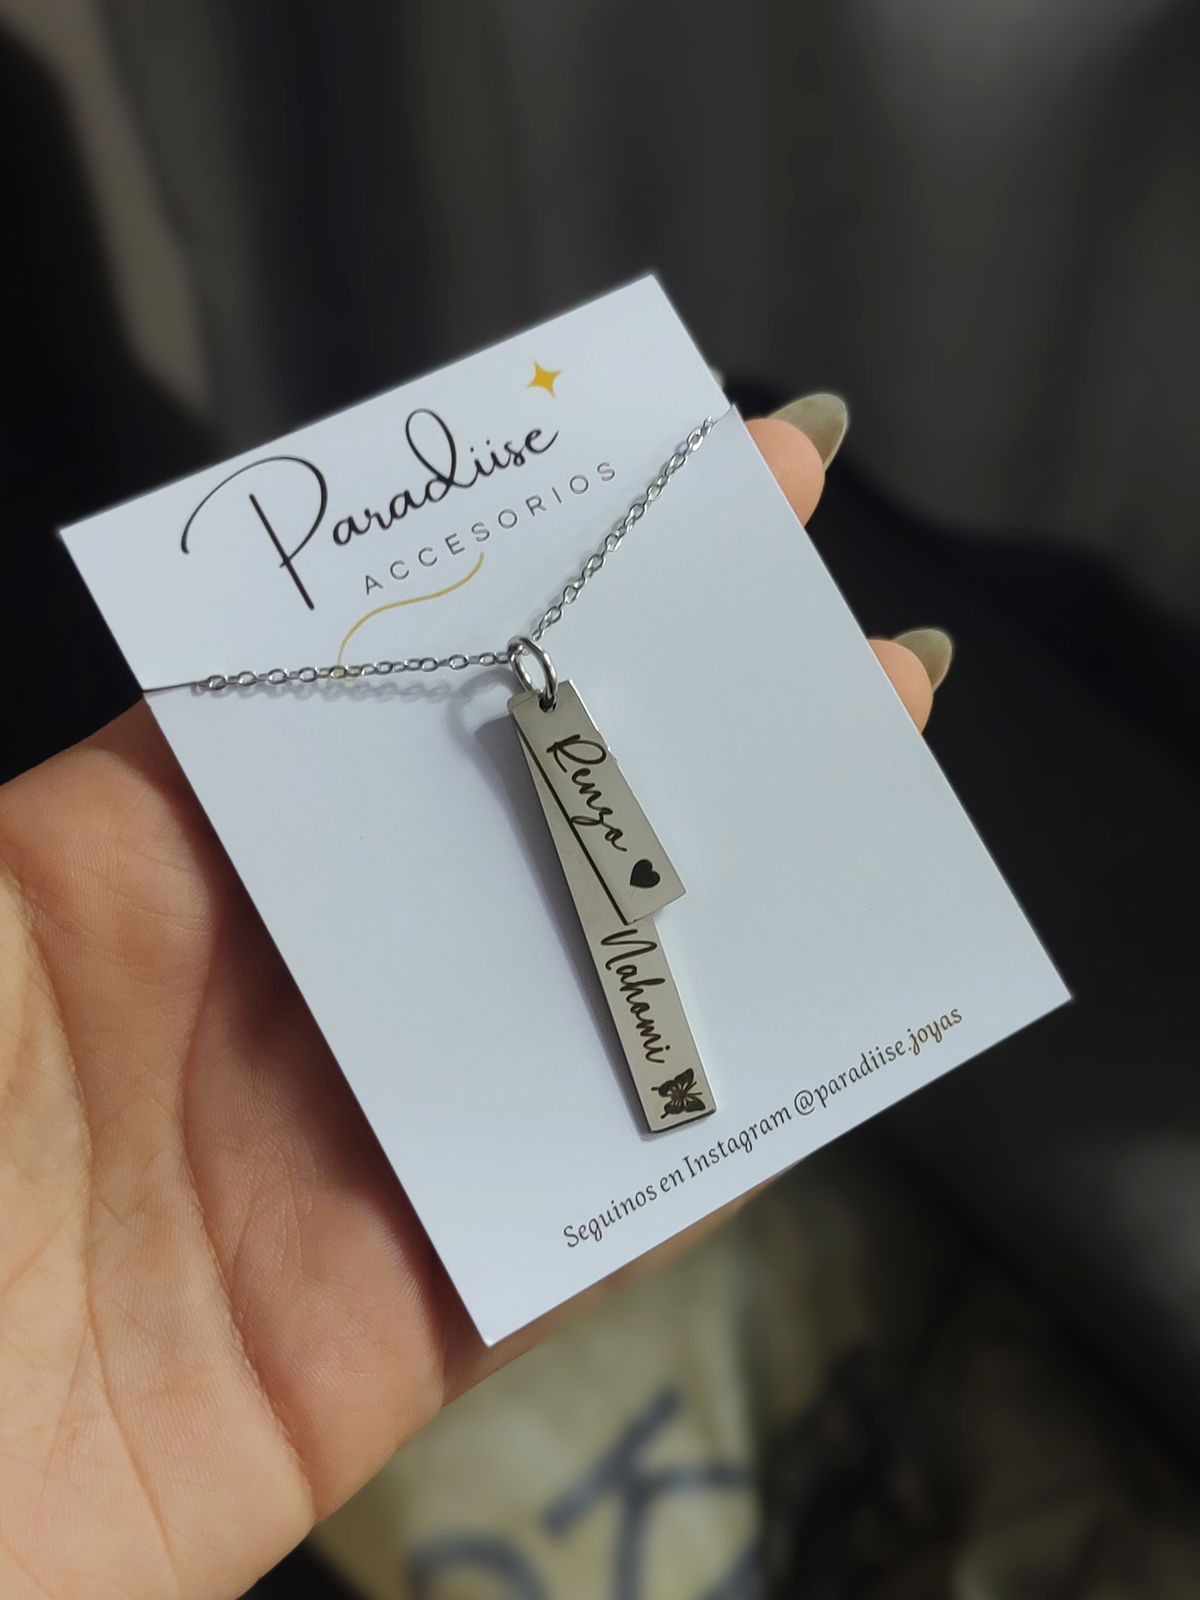 Paradiise
ACCESORIOS
Renzo
Nahomi
Seguinos en Instagram @paradiise.joyas